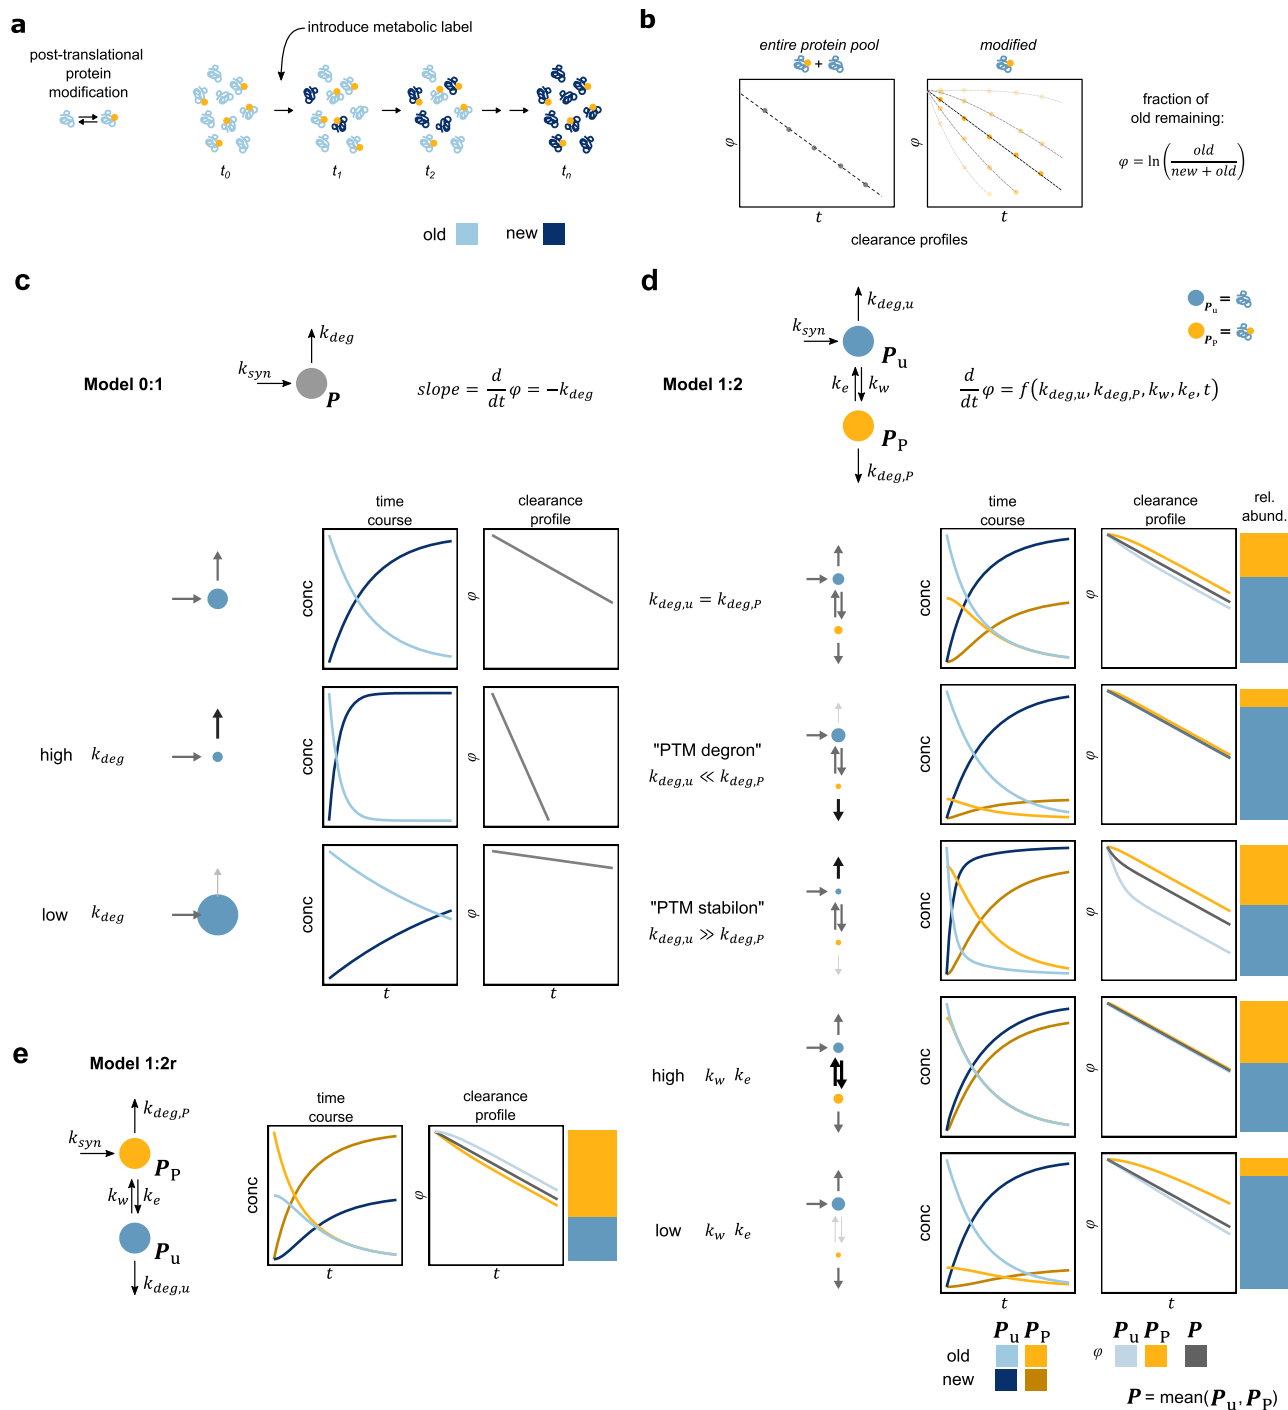 a
introduce metabolic label
post-translational
protein
modification
t0
t1
t2
tn
old
new
b
entire protein pool
+
modified
φ
t
φ
t
clearance profiles
fraction of
old remaining:
φ = ln(old / (new + old))
c
Model 0:1
ksyn
kdeg
P
slope = d/dt φ = −kdeg
time
course
clearance
profile
conc
φ
high kdeg
conc
φ
low kdeg
conc
φ
t
d
Model 1:2
kdeg,u
ksyn
Pu
ke
kw
PP
kdeg,P
Pu =
PP =
d/dt φ = f(kdeg,u, kdeg,P, kw, ke, t)
time
course
clearance
profile
rel.
abund.
kdeg,u = kdeg,P
conc
φ
"PTM degron"
kdeg,u ≪ kdeg,P
conc
φ
"PTM stabilon"
kdeg,u ≫ kdeg,P
conc
φ
high kw ke
conc
φ
low kw ke
conc
φ
t
t
Pu PP
old
new
Pu PP P
φ
P = mean(Pu, PP)
e
Model 1:2r
kdeg,P
ksyn
PP
kw
ke
Pu
kdeg,u
time
course
clearance
profile
conc
φ
t
t